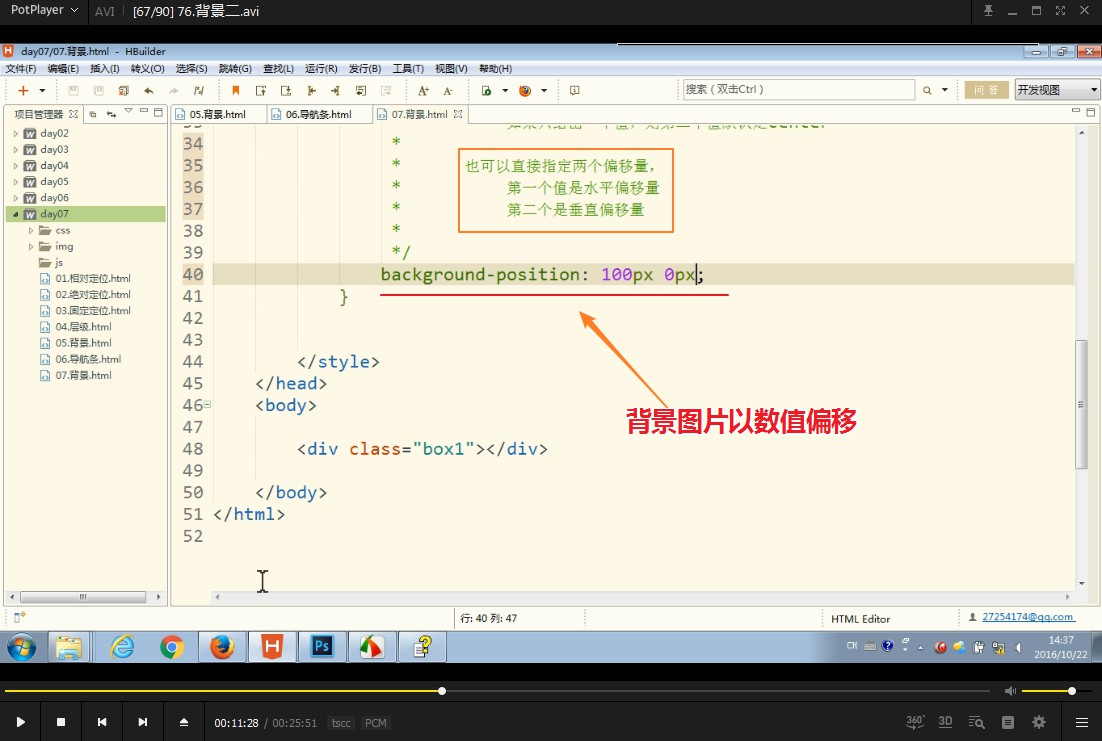 PotPlayer
AVI
[67/90] 76.背景二.avi
day07/07.背景.html - HBuilder
文件(F) 编辑(E) 插入(I) 转义(O) 选择(S) 跳转(G) 查找(L) 运行(R) 发行(B) 工具(T) 视图(V) 帮助(H)
搜索（双击Ctrl）
问 答
开发视图
项目管理器
05.背景.html
06.导航条.html
07.背景.html
day02
day03
day04
day05
day06
day07
css
img
js
01.相对定位.html
02.绝对定位.html
03.固定定位.html
04.层级.html
05.背景.html
06.导航条.html
07.背景.html
34 *
35 * 也可以直接指定两个偏移量，
36 * 第一个值是水平偏移量
37 * 第二个是垂直偏移量
38 *
39 */
40 background-position: 100px 0px;
41 }
42
43
44 </style>
45 </head>
46 <body>
47
48 <div class="box1"></div>
49
50 </body>
51 </html>
52
背景图片以数值偏移
行: 40 列: 47
HTML Editor
27254174@qq.com
CH
14:37
2016/10/22
00:11:28 / 00:25:51
tscc
PCM
360°
3D